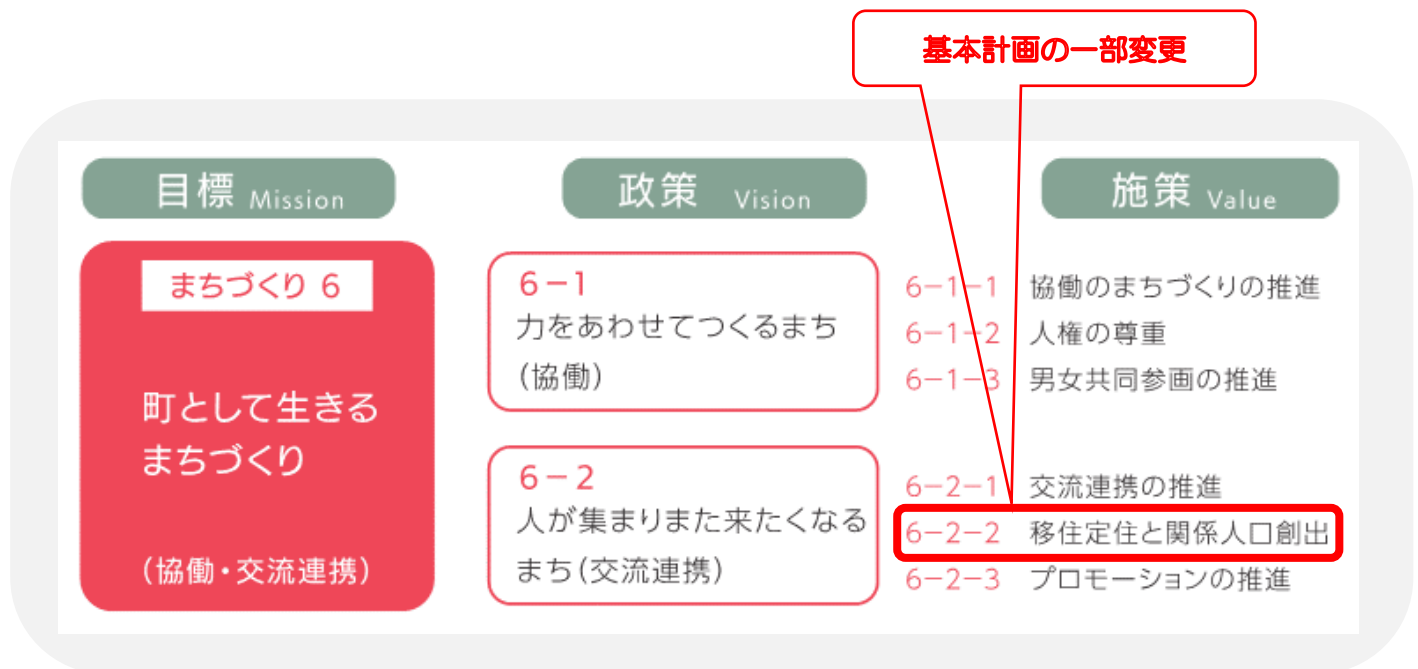 基本計画の一部変更
目標 Mission
政策 Vision
施策 Value
まちづくり 6
町として生きる
まちづくり
(協働・交流連携)
6-1
力をあわせてつくるまち
(協働)
6-1-1 協働のまちづくりの推進
6-1-2 人権の尊重
6-1-3 男女共同参画の推進
6-2
人が集まりまた来たくなる
まち(交流連携)
6-2-1 交流連携の推進
6-2-2 移住定住と関係人口創出
6-2-3 プロモーションの推進